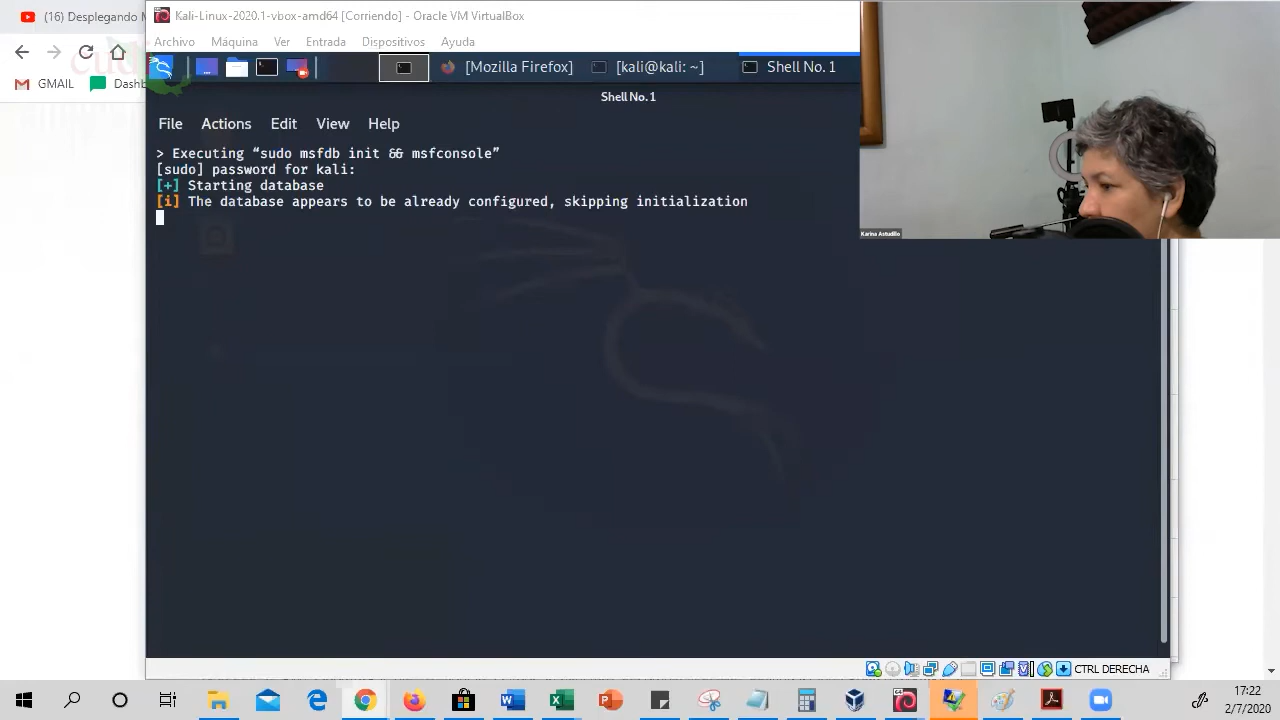 (16) Desplegando M
Kali-Linux-2020.1-vbox-amd64 [Corriendo] - Oracle VM VirtualBox
Archivo Máquina Ver Entrada Dispositivos Ayuda
GMAIL Dashb
[Mozilla Firefox] [kali@kali: ~] Shell No. 1
Shell No. 1
File Actions Edit View Help
> Executing “sudo msfdb init && msfconsole”
[sudo] password for kali:
[+] Starting database
[i] The database appears to be already configured, skipping initialization
Karina Astudillo
CTRL DERECHA
17:22
2/7/2020